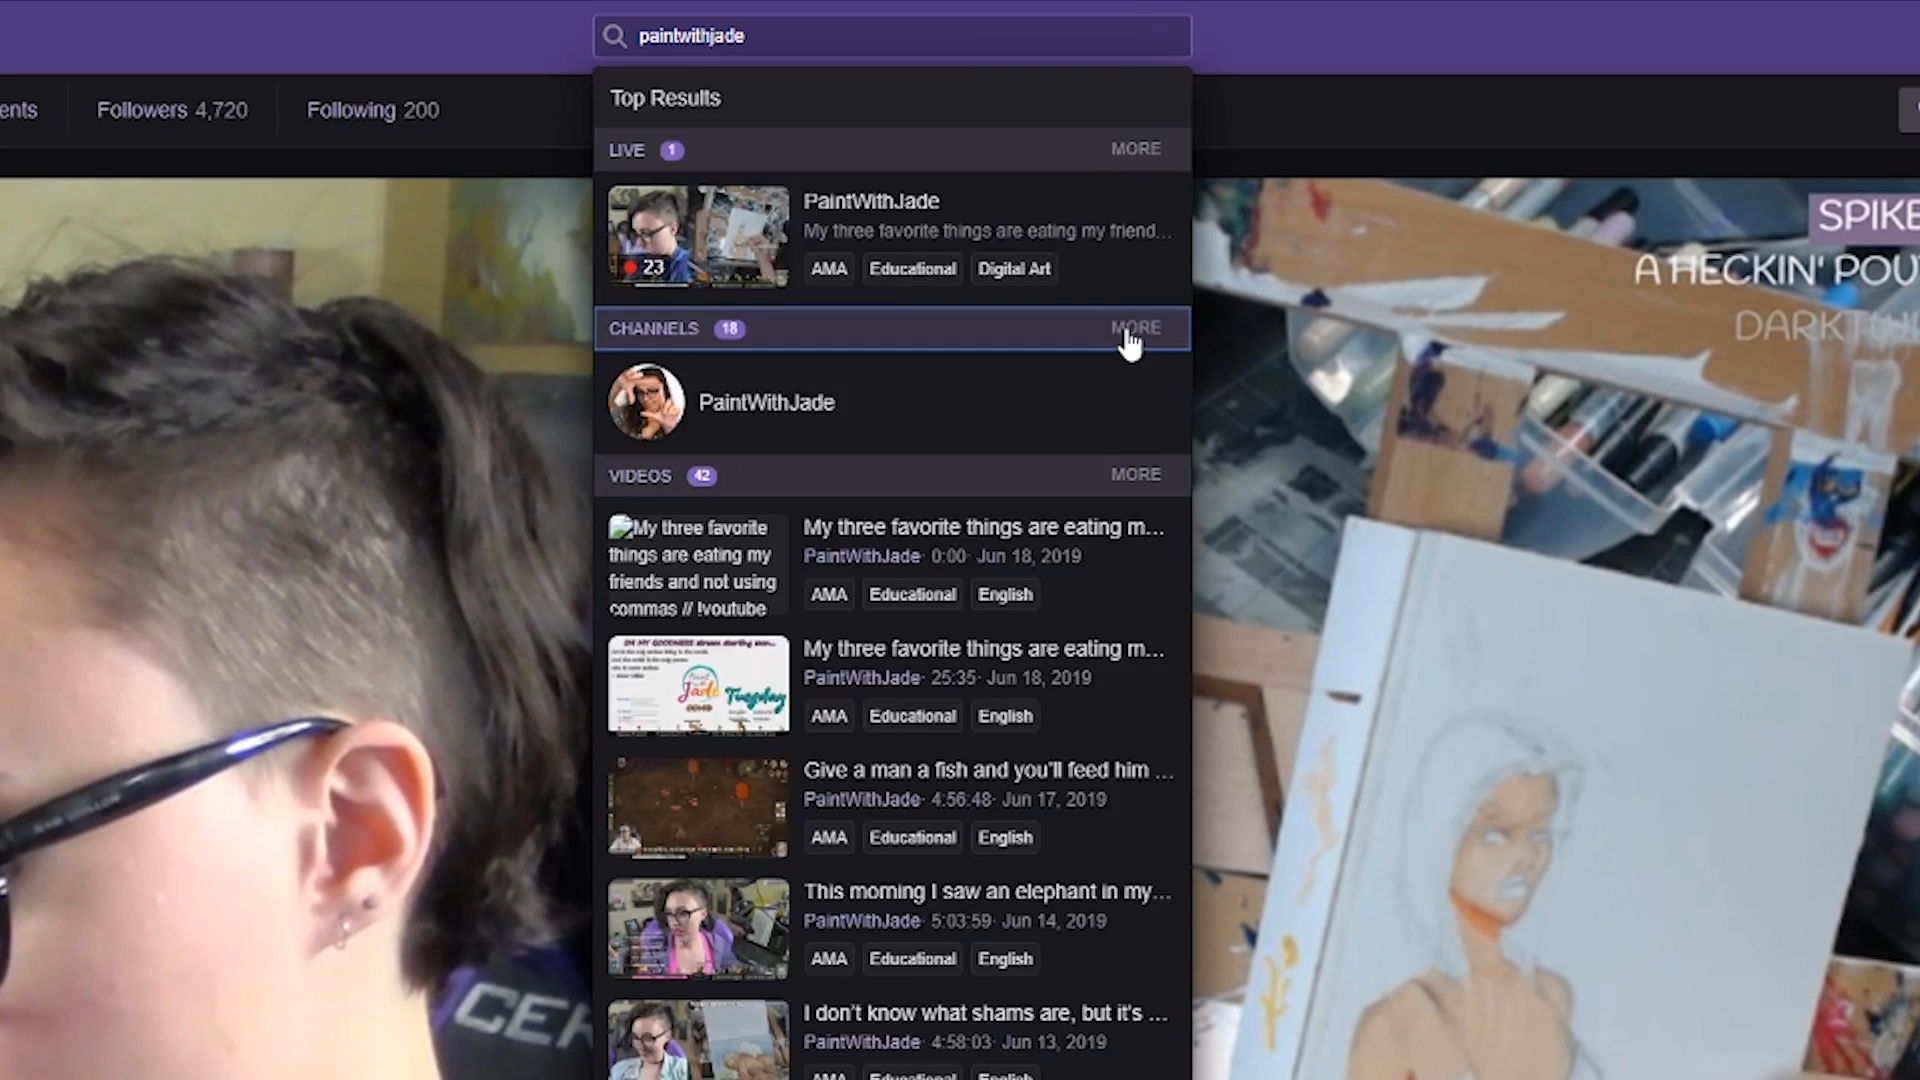 paintwithjade
ents
Followers 4,720
Following 200
Top Results
LIVE 1
MORE
PaintWithJade
My three favorite things are eating my friend...
23
AMA
Educational
Digital Art
CHANNELS 18
MORE
PaintWithJade
VIDEOS 42
MORE
My three favorite
things are eating my
friends and not using
commas // !youtube
My three favorite things are eating m...
PaintWithJade· 0:00· Jun 18, 2019
AMA
Educational
English
My three favorite things are eating m...
PaintWithJade· 25:35· Jun 18, 2019
AMA
Educational
English
Jade
Tuesday
Give a man a fish and you'll feed him ...
PaintWithJade· 4:56:48· Jun 17, 2019
AMA
Educational
English
This morning I saw an elephant in my...
PaintWithJade· 5:03:59· Jun 14, 2019
AMA
Educational
English
I don't know what shams are, but it's ...
PaintWithJade· 4:58:03· Jun 13, 2019
AMA
Educational
English
SPIKE
A HECKIN' POU
CER